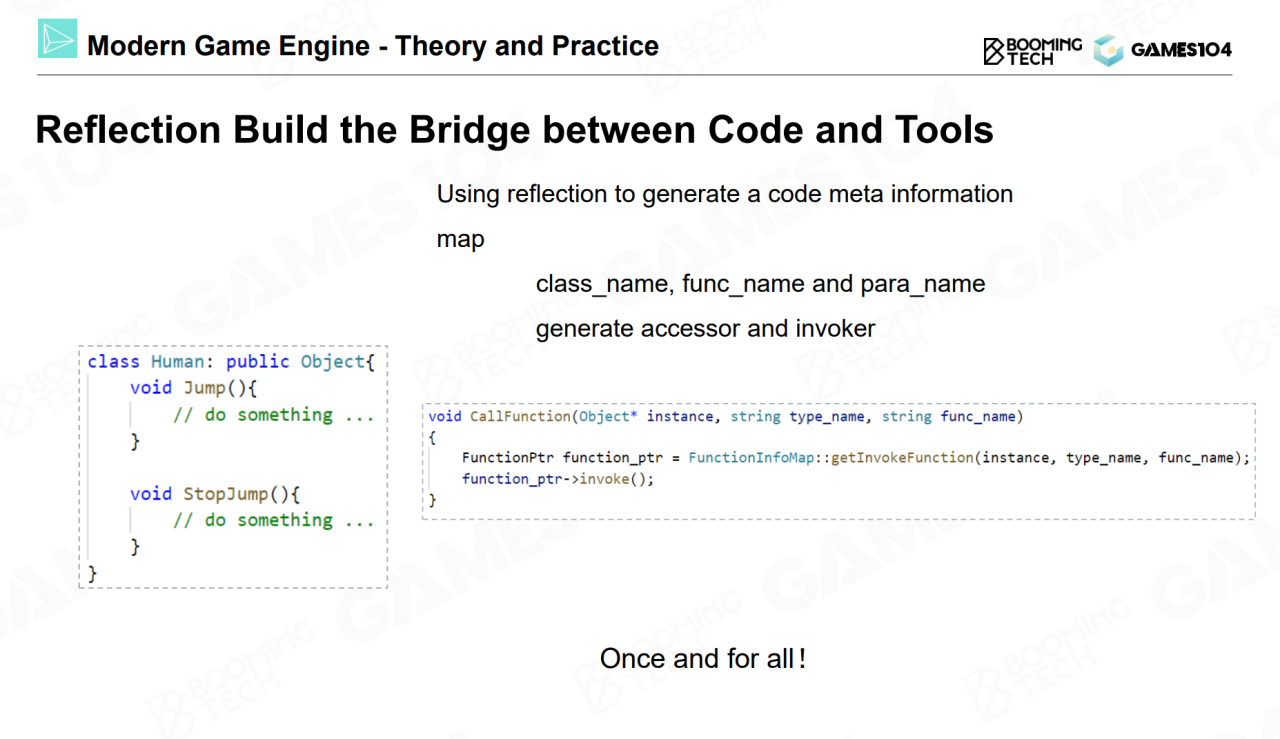 Modern Game Engine - Theory and Practice
BOOMING
TECH
GAMES104
Reflection Build the Bridge between Code and Tools
Using reflection to generate a code meta information
map
class_name, func_name and para_name
generate accessor and invoker
class Human: public Object{
void Jump(){
// do something ...
}
void StopJump(){
// do something ...
}
}
void CallFunction(Object* instance, string type_name, string func_name)
{
FunctionPtr function_ptr = FunctionInfoMap::getInvokeFunction(instance, type_name, func_name);
function_ptr->invoke();
}
Once and for all！